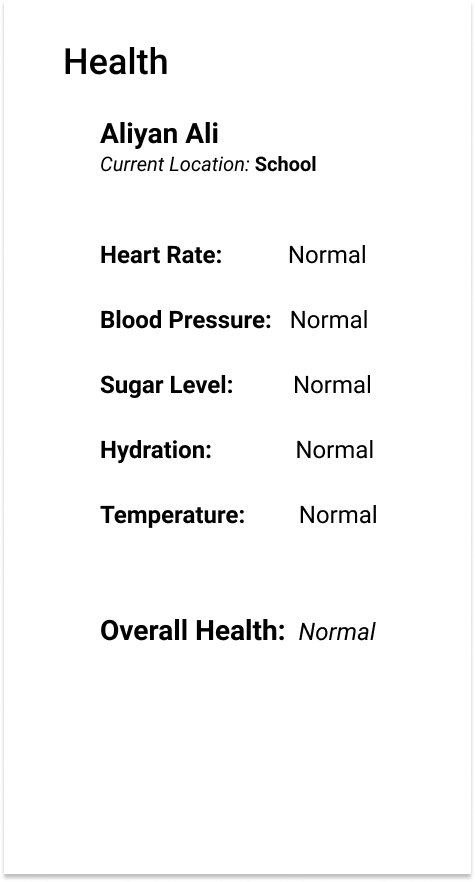 Health
Aliyan Ali
Current Location: School
Heart Rate: Normal
Blood Pressure: Normal
Sugar Level: Normal
Hydration: Normal
Temperature: Normal
Overall Health: Normal